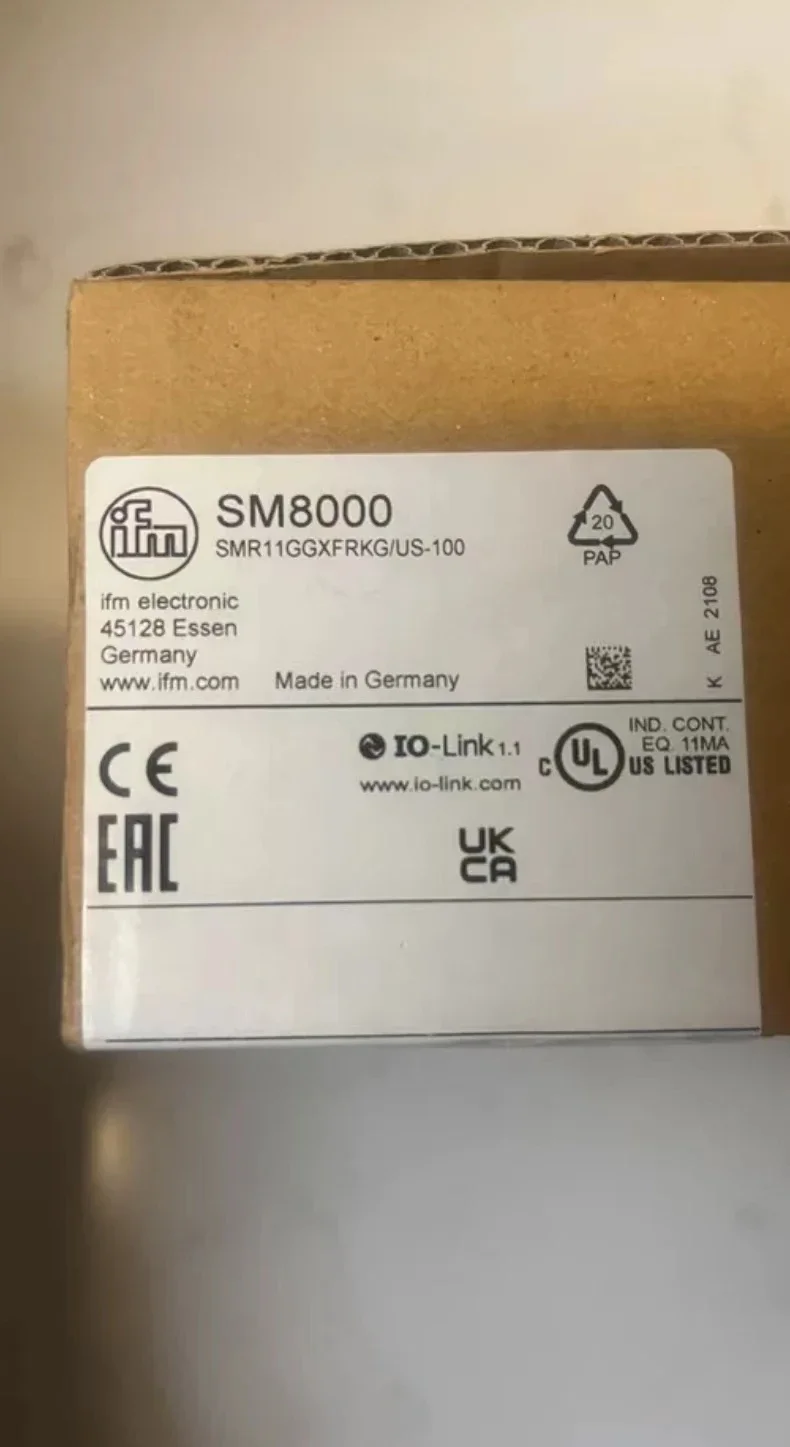 ifm
SM8000
SMR11GGXFRKG/US-100
20
PAP
ifm electronic
45128 Essen
Germany
www.ifm.com
Made in Germany
K AE 2108
CE
IO-Link 1.1
www.io-link.com
C UL US LISTED
IND. CONT.
EQ. 11MA
EAC
UK
CA